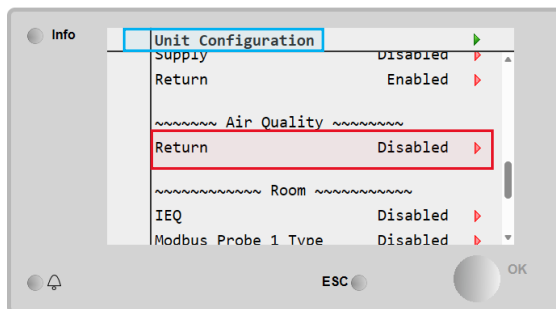 Info
Unit Configuration
Supply Disabled
Return Enabled
~~~~~~~ Air Quality ~~~~~~~~
Return Disabled
~~~~~~~~~~~~ Room ~~~~~~~~~~~
IEQ Disabled
Modbus Probe 1 Type Disabled
ESC
OK